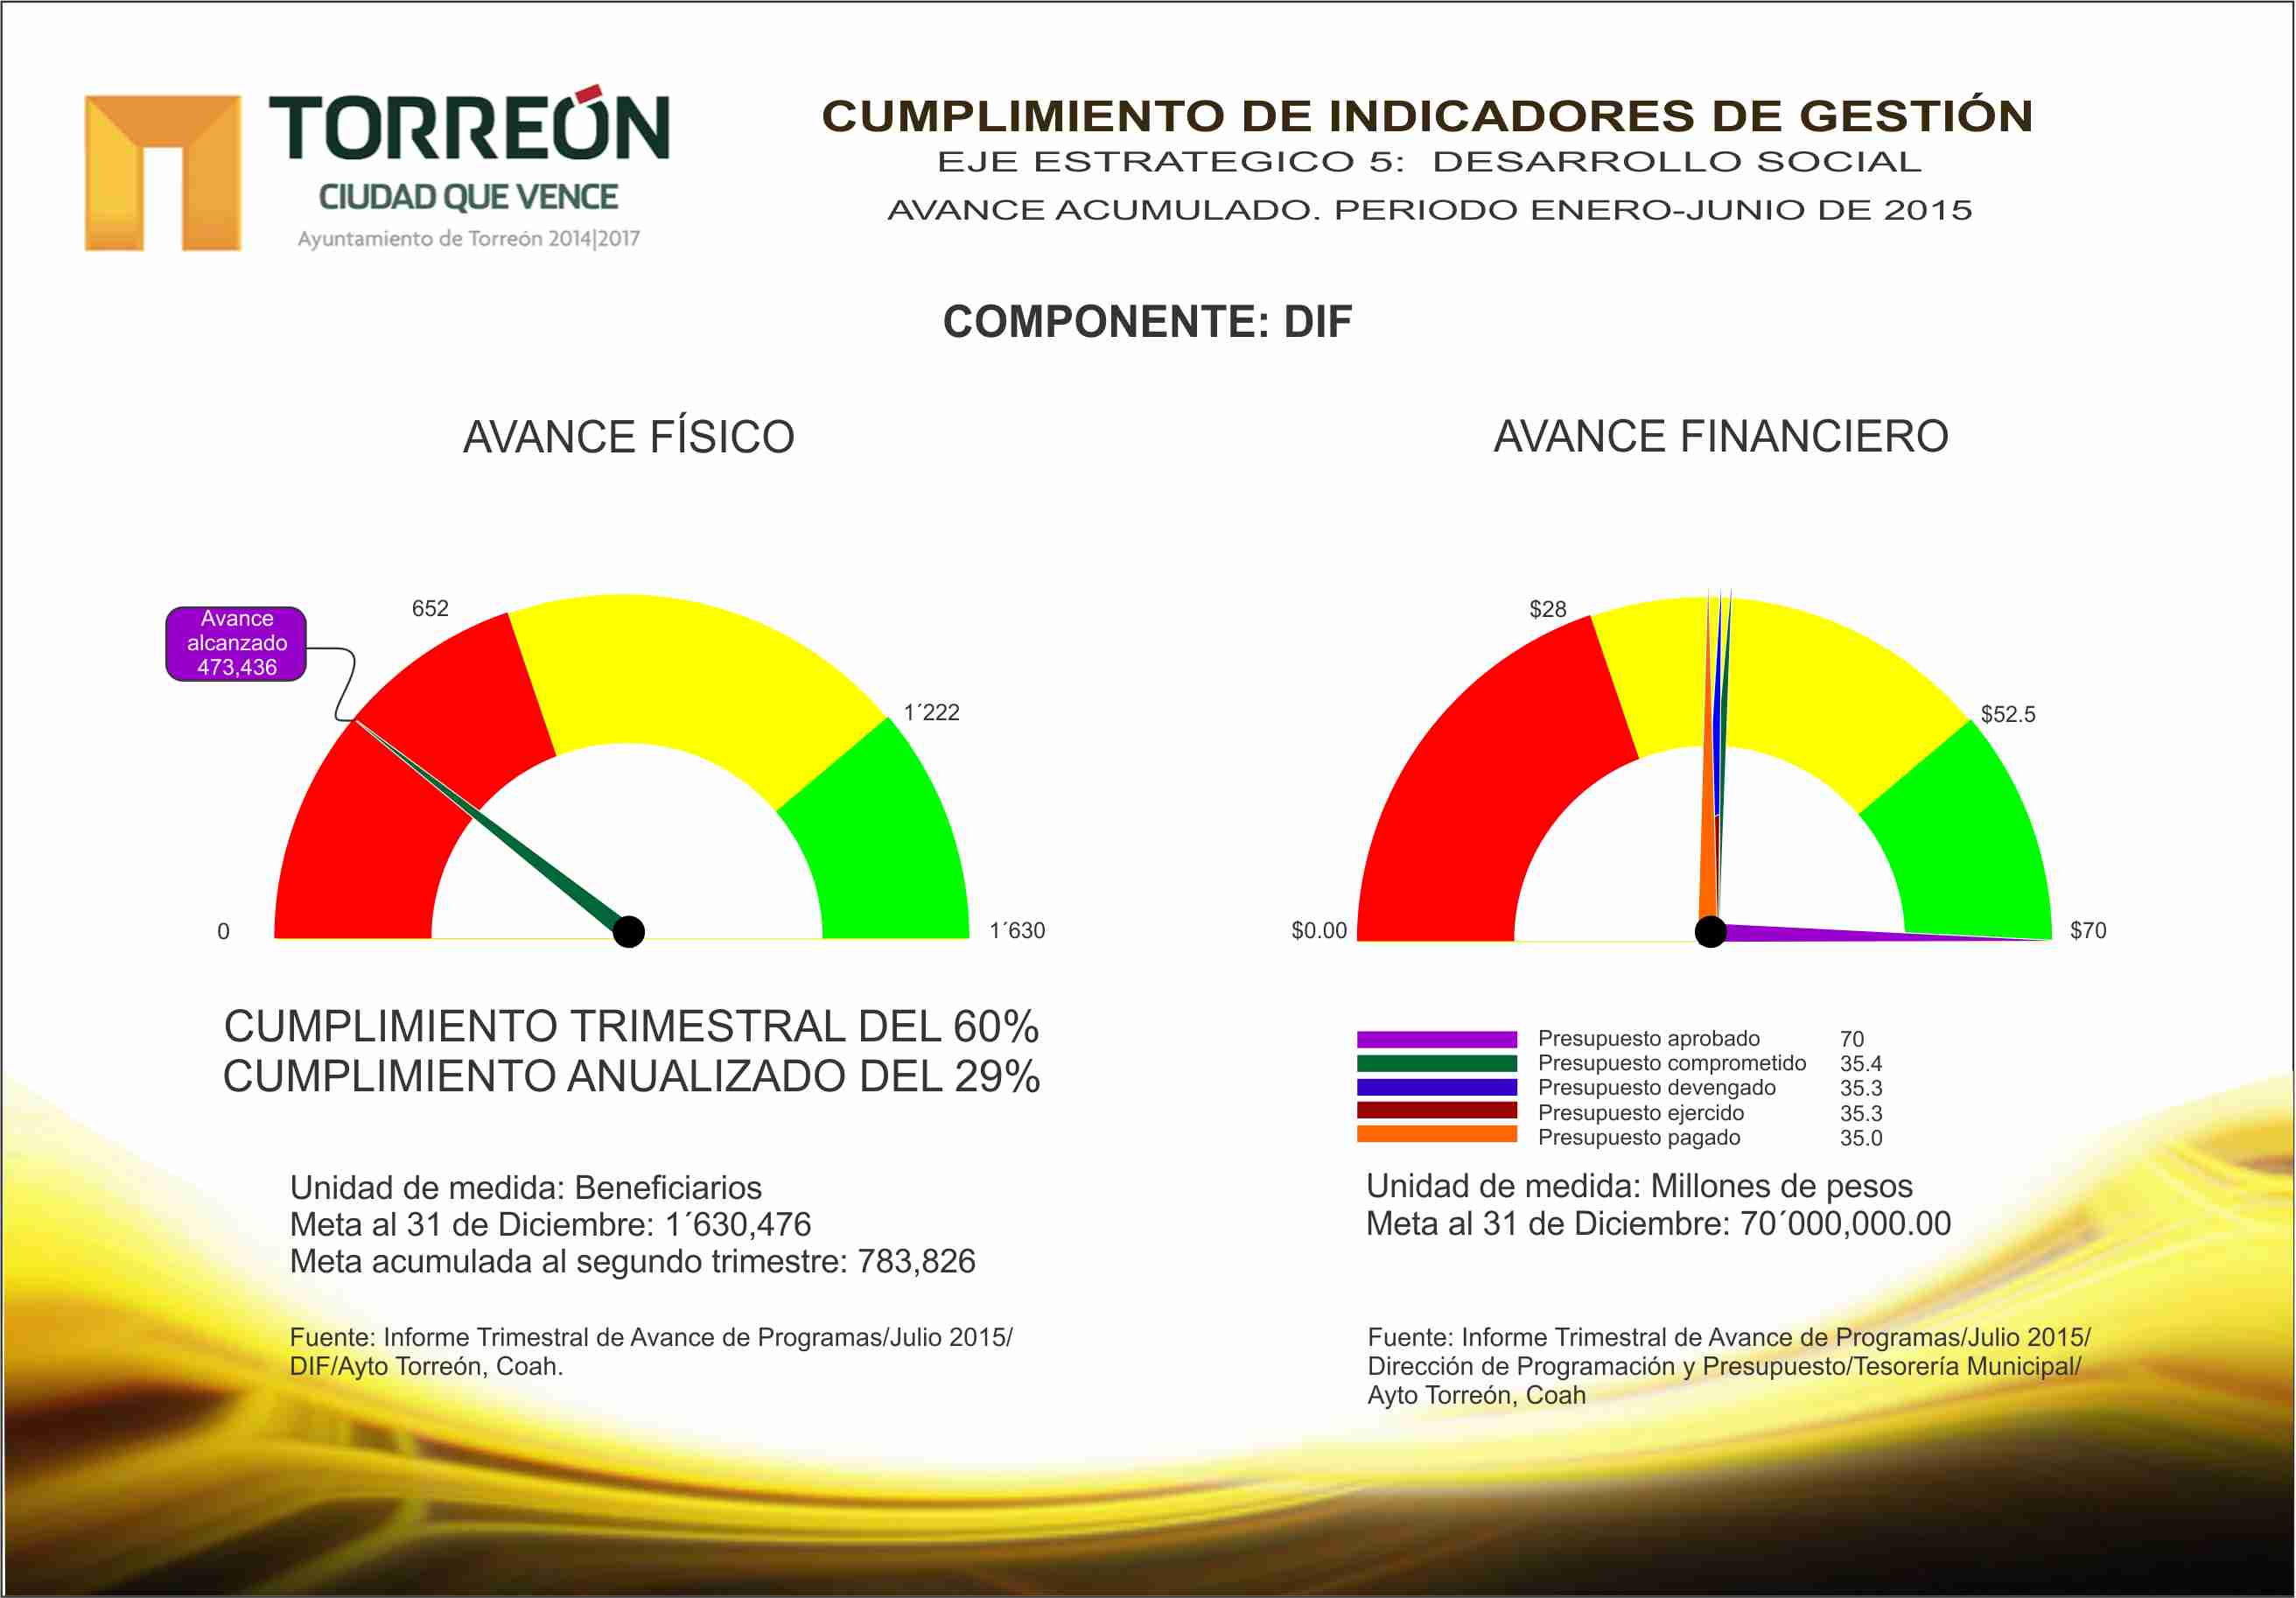 TORREÓN
CIUDAD QUE VENCE
Ayuntamiento de Torreón 2014|2017
CUMPLIMIENTO DE INDICADORES DE GESTIÓN
EJE ESTRATEGICO 5: DESARROLLO SOCIAL
AVANCE ACUMULADO. PERIODO ENERO-JUNIO DE 2015
COMPONENTE: DIF
AVANCE FÍSICO
Avance
alcanzado
473,436
652
1´222
0
1´630
CUMPLIMIENTO TRIMESTRAL DEL 60%
CUMPLIMIENTO ANUALIZADO DEL 29%
Unidad de medida: Beneficiarios
Meta al 31 de Diciembre: 1´630,476
Meta acumulada al segundo trimestre: 783,826
Fuente: Informe Trimestral de Avance de Programas/Julio 2015/
DIF/Ayto Torreón, Coah.
AVANCE FINANCIERO
$28
$52.5
$0.00
$70
Presupuesto aprobado 70
Presupuesto comprometido 35.4
Presupuesto devengado 35.3
Presupuesto ejercido 35.3
Presupuesto pagado 35.0
Unidad de medida: Millones de pesos
Meta al 31 de Diciembre: 70´000,000.00
Fuente: Informe Trimestral de Avance de Programas/Julio 2015/
Dirección de Programación y Presupuesto/Tesorería Municipal/
Ayto Torreón, Coah